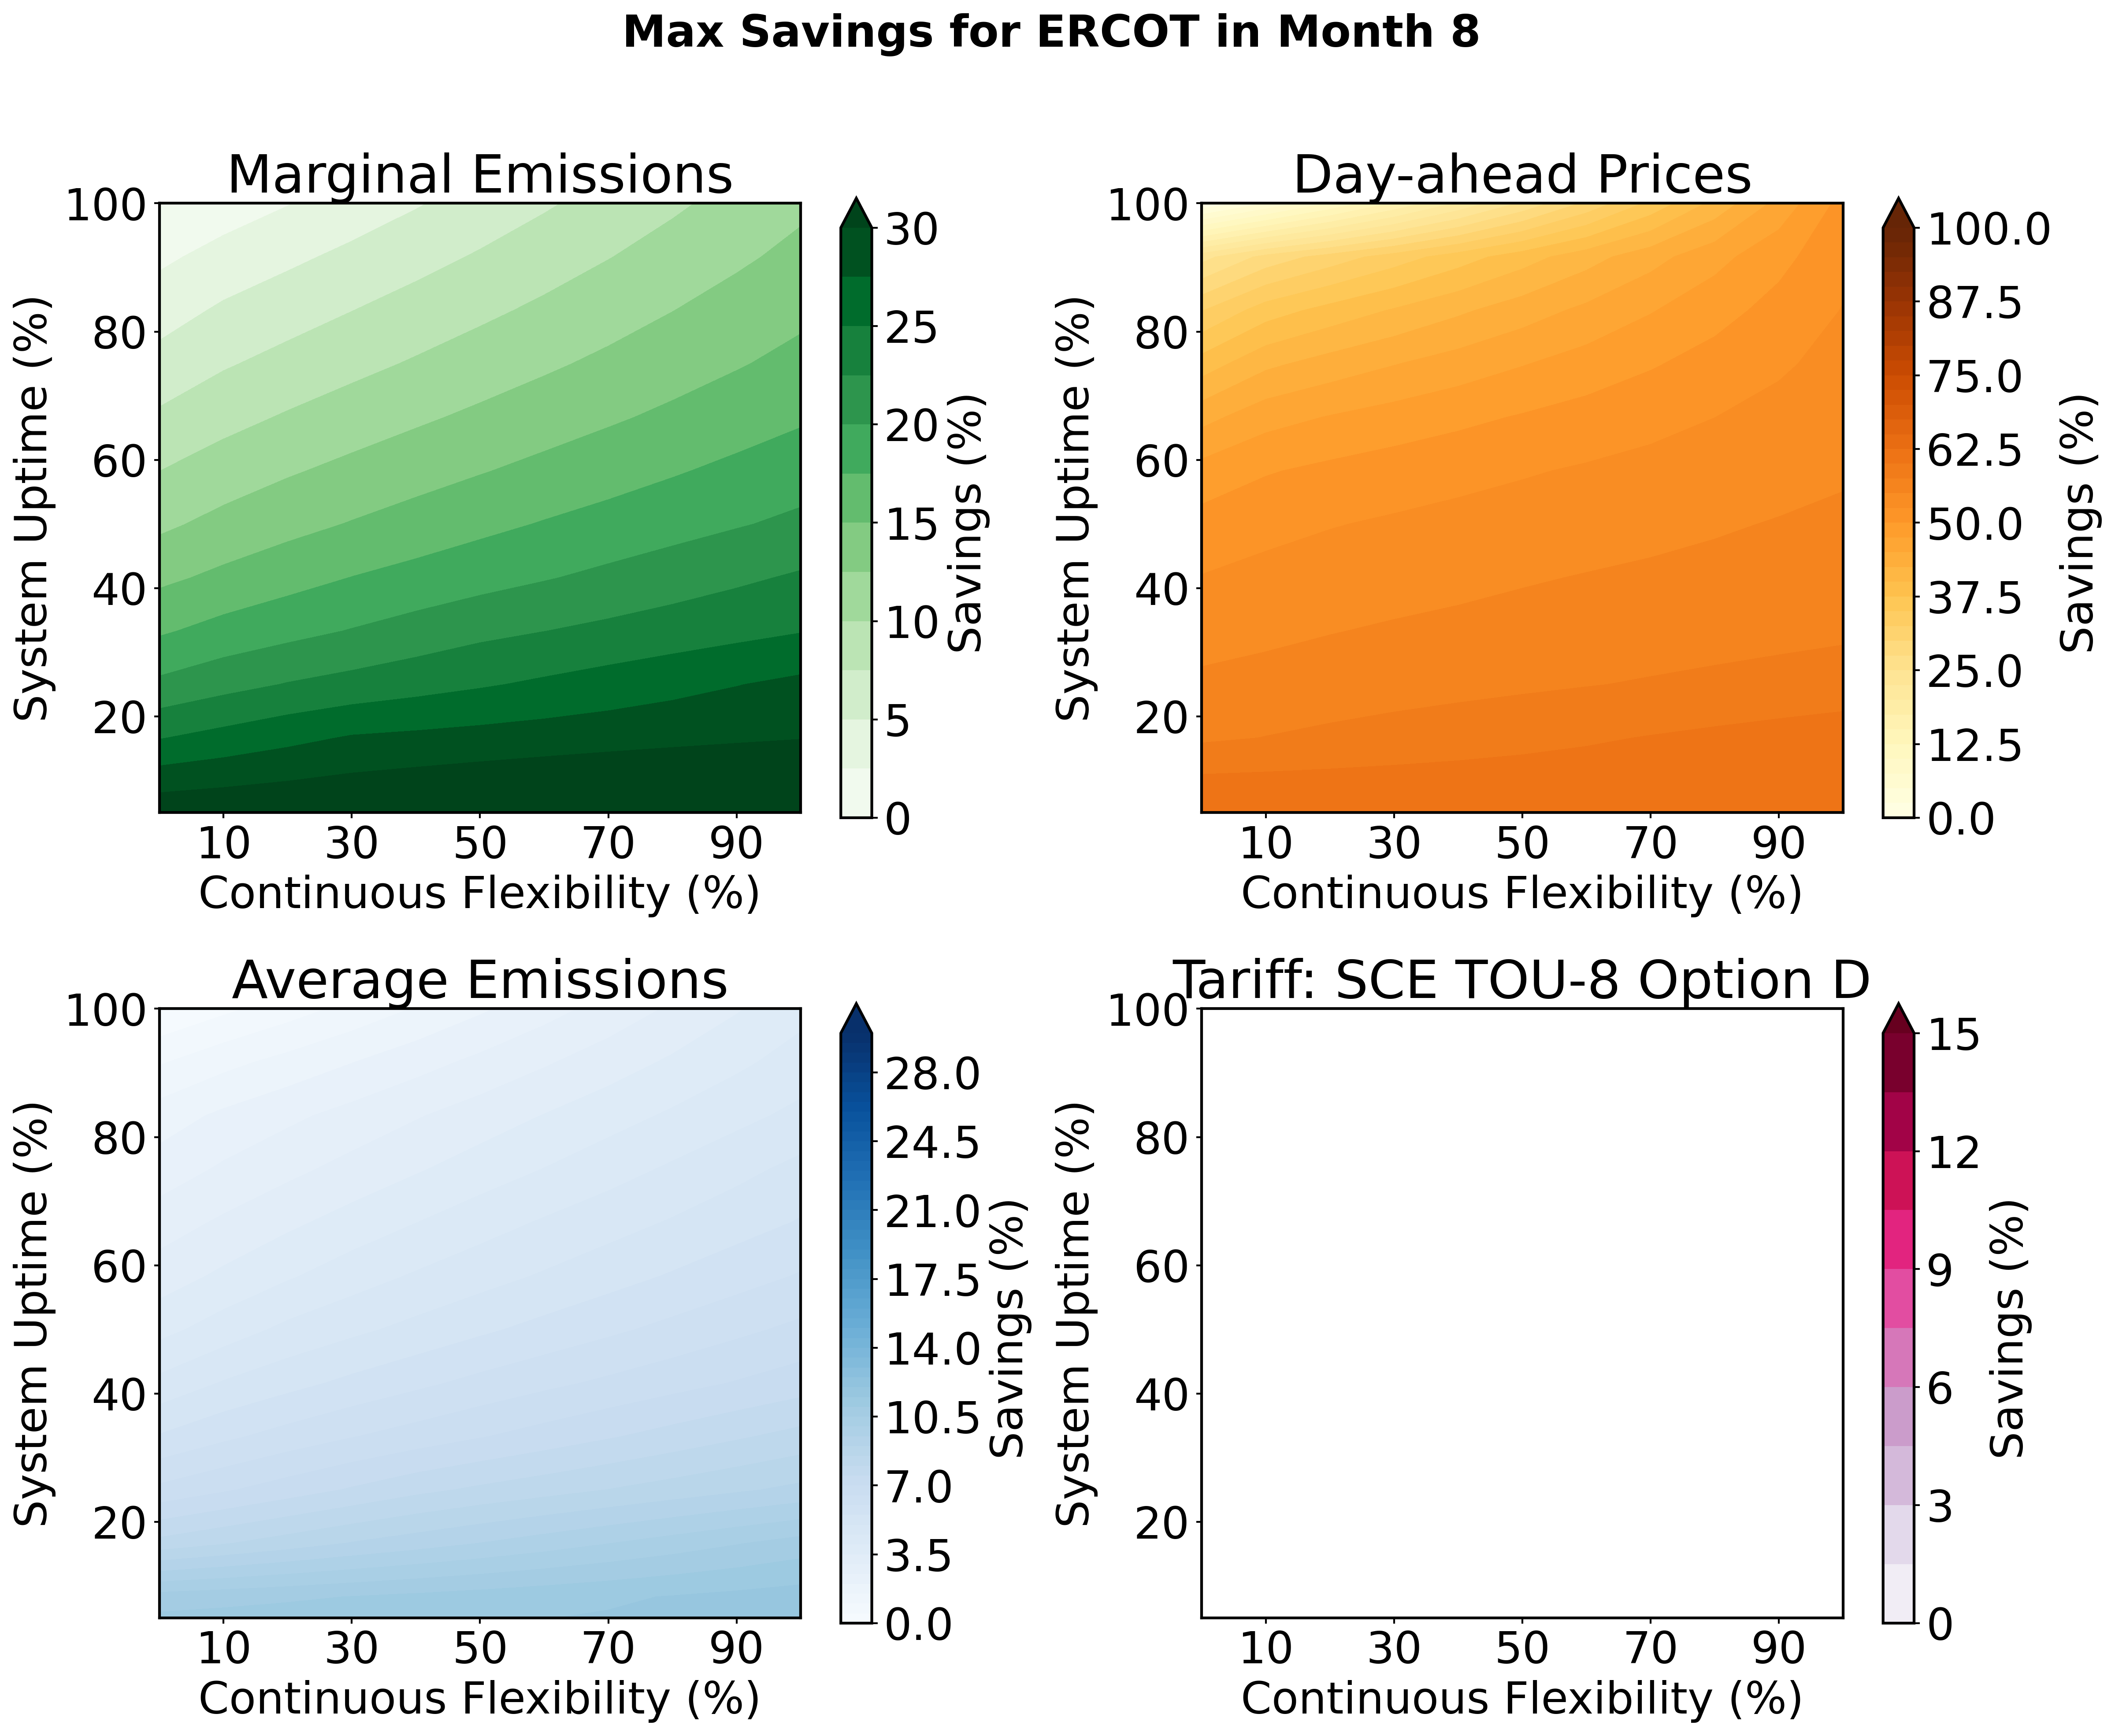 Max Savings for ERCOT in Month 8
Marginal Emissions
100
80
60
40
20
System Uptime (%)
10 30 50 70 90
Continuous Flexibility (%)
30
25
20
15
10
5
0
Savings (%)
Day-ahead Prices
100
80
60
40
20
System Uptime (%)
10 30 50 70 90
Continuous Flexibility (%)
100.0
87.5
75.0
62.5
50.0
37.5
25.0
12.5
0.0
Savings (%)
Average Emissions
100
80
60
40
20
System Uptime (%)
10 30 50 70 90
Continuous Flexibility (%)
28.0
24.5
21.0
17.5
14.0
10.5
7.0
3.5
0.0
Savings (%)
Tariff: SCE TOU-8 Option D
100
80
60
40
20
System Uptime (%)
10 30 50 70 90
Continuous Flexibility (%)
15
12
9
6
3
0
Savings (%)